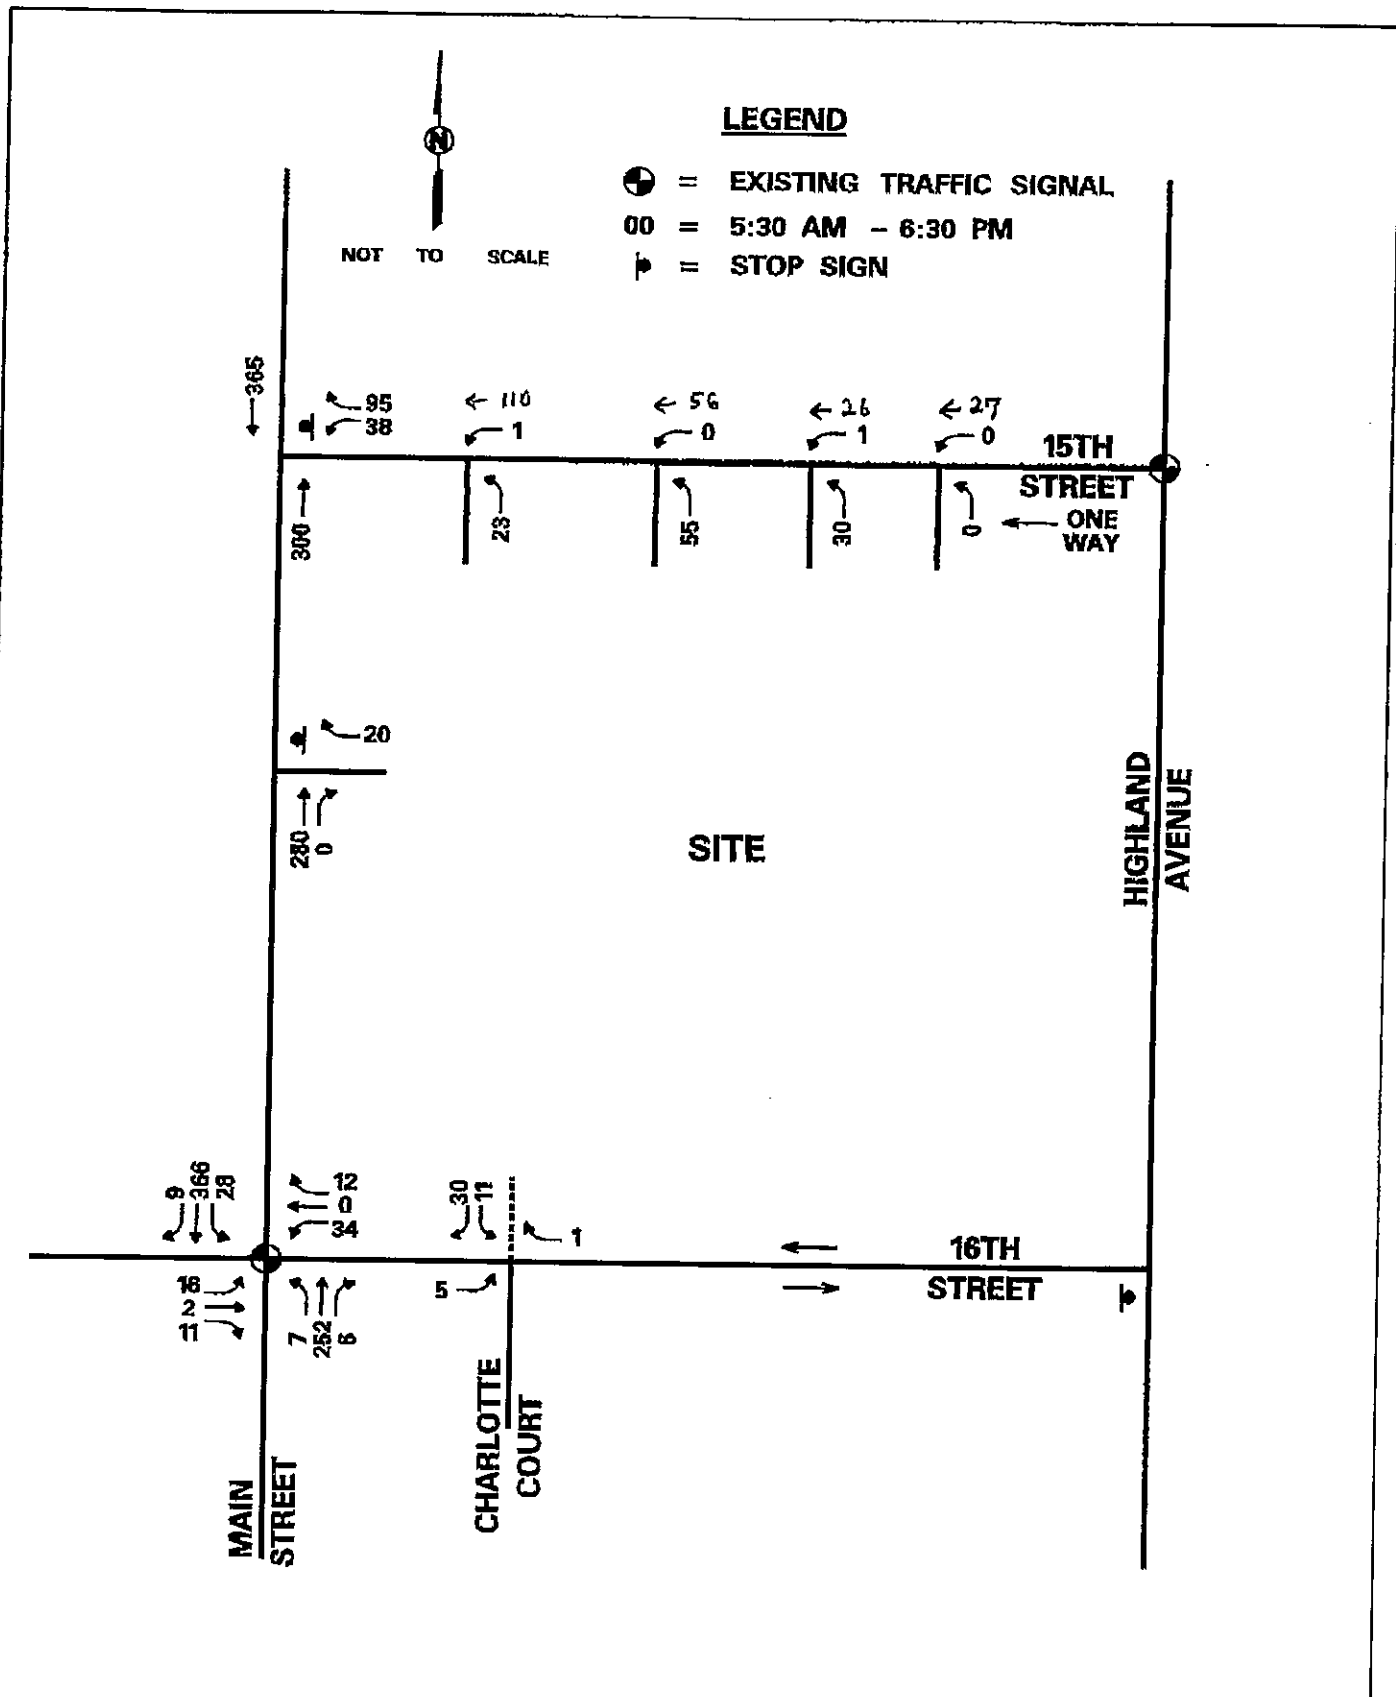 N
NOT TO SCALE
LEGEND
= EXISTING TRAFFIC SIGNAL
00 = 5:30 AM - 6:30 PM
= STOP SIGN
365
95
38
← 110
1
← 56
0
← 26
1
← 27
0
15TH
STREET
ONE
WAY
300
23
55
30
0
20
280
0
SITE
HIGHLAND
AVENUE
9
366
28
12
0
34
30
11
1
16TH
STREET
16
2
11
7
252
6
5
CHARLOTTE
COURT
MAIN
STREET